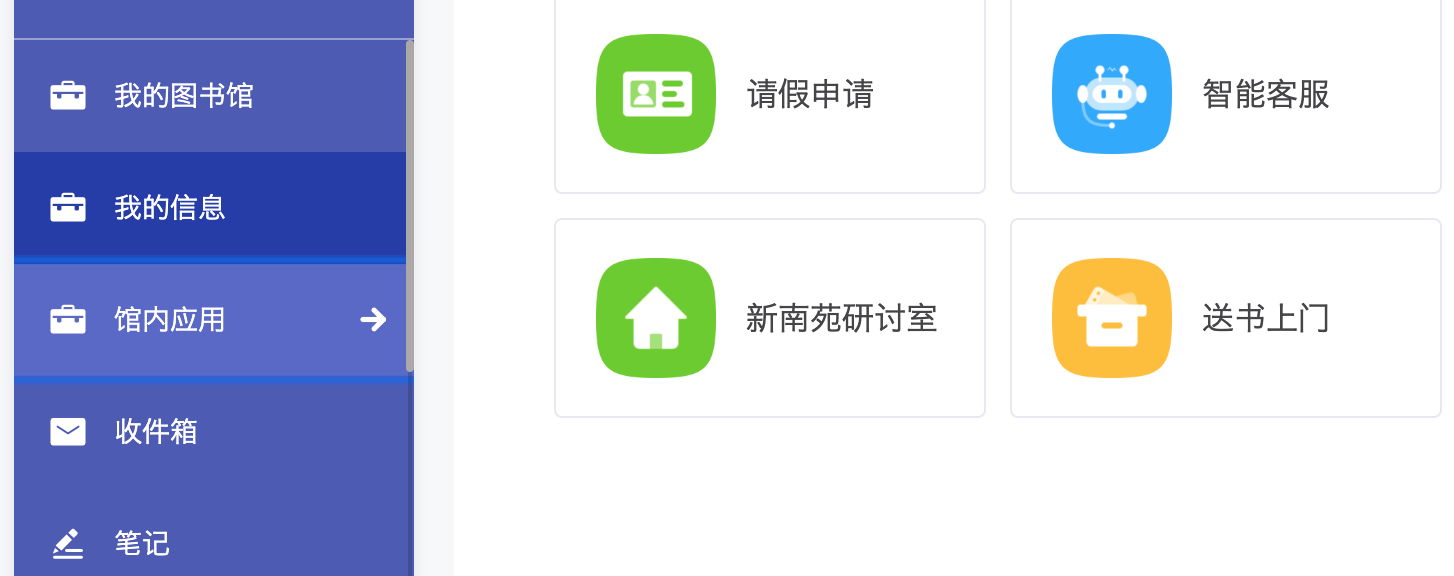 我的图书馆
我的信息
馆内应用
收件箱
笔记
请假申请
智能客服
新南苑研讨室
送书上门